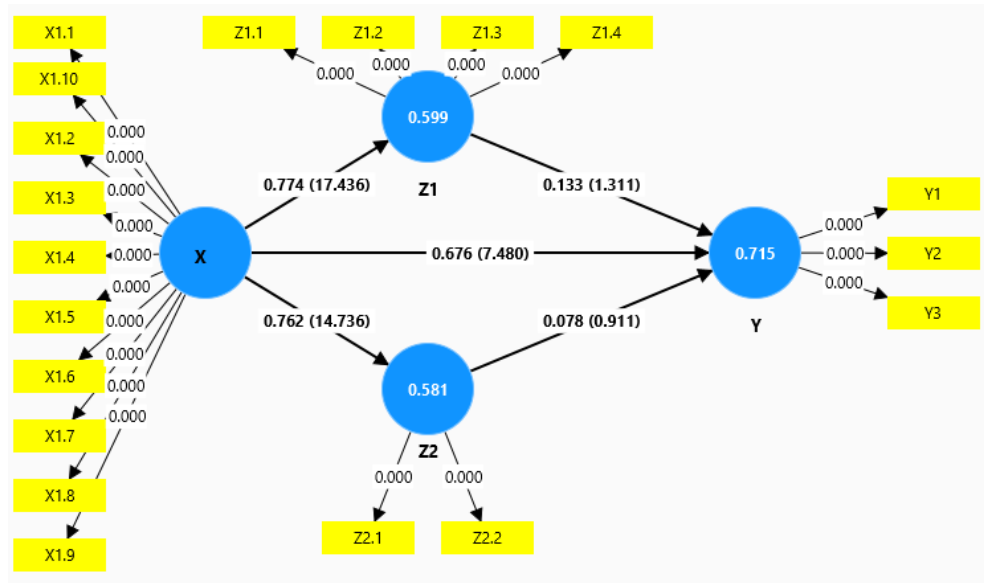 X1.1
X1.10
X1.2
X1.3
X1.4
X1.5
X1.6
X1.7
X1.8
X1.9
0.000
0.000
0.000
0.000
0.000
0.000
0.000
0.000
0.000
0.000
X
Z1.1
Z1.2
Z1.3
Z1.4
0.000
0.000
0.000
0.000
0.599
Z1
0.774 (17.436)
0.133 (1.311)
0.676 (7.480)
0.762 (14.736)
0.078 (0.911)
0.581
Z2
0.000
0.000
Z2.1
Z2.2
0.715
Y
0.000
0.000
0.000
Y1
Y2
Y3